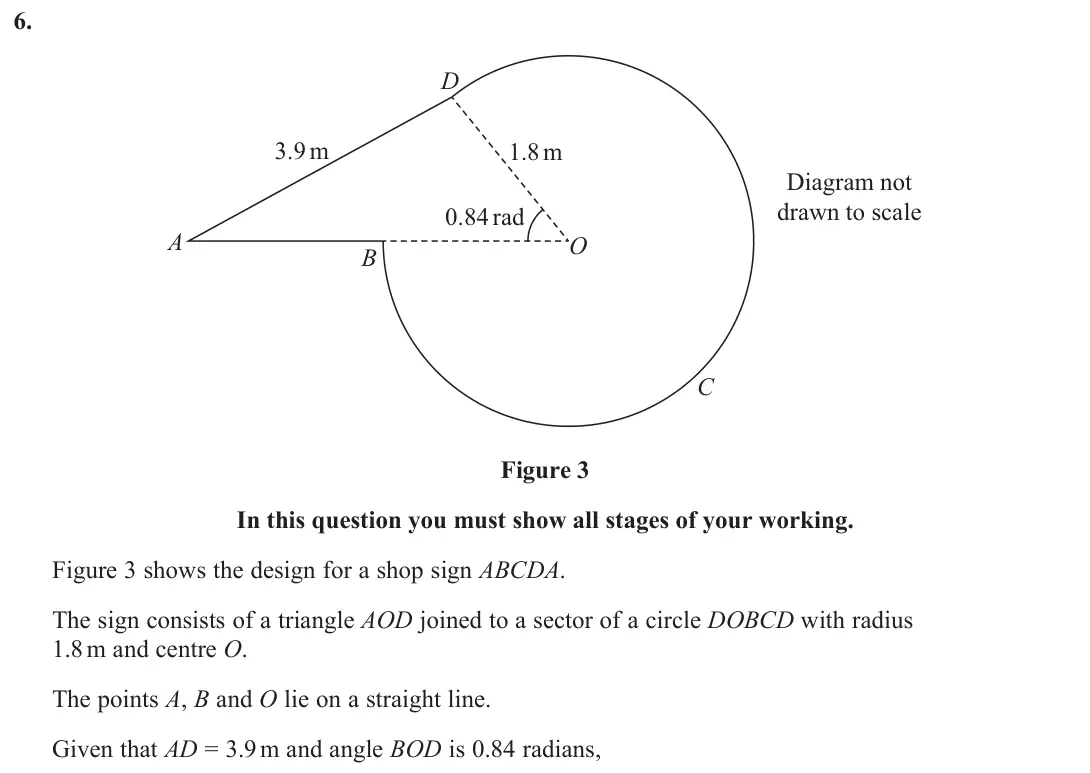 6.
D
3.9 m
1.8 m
Diagram not
drawn to scale
0.84 rad
A
B
O
C
Figure 3
In this question you must show all stages of your working.
Figure 3 shows the design for a shop sign ABCDA.
The sign consists of a triangle AOD joined to a sector of a circle DOBCD with radius
1.8 m and centre O.
The points A, B and O lie on a straight line.
Given that AD = 3.9 m and angle BOD is 0.84 radians,